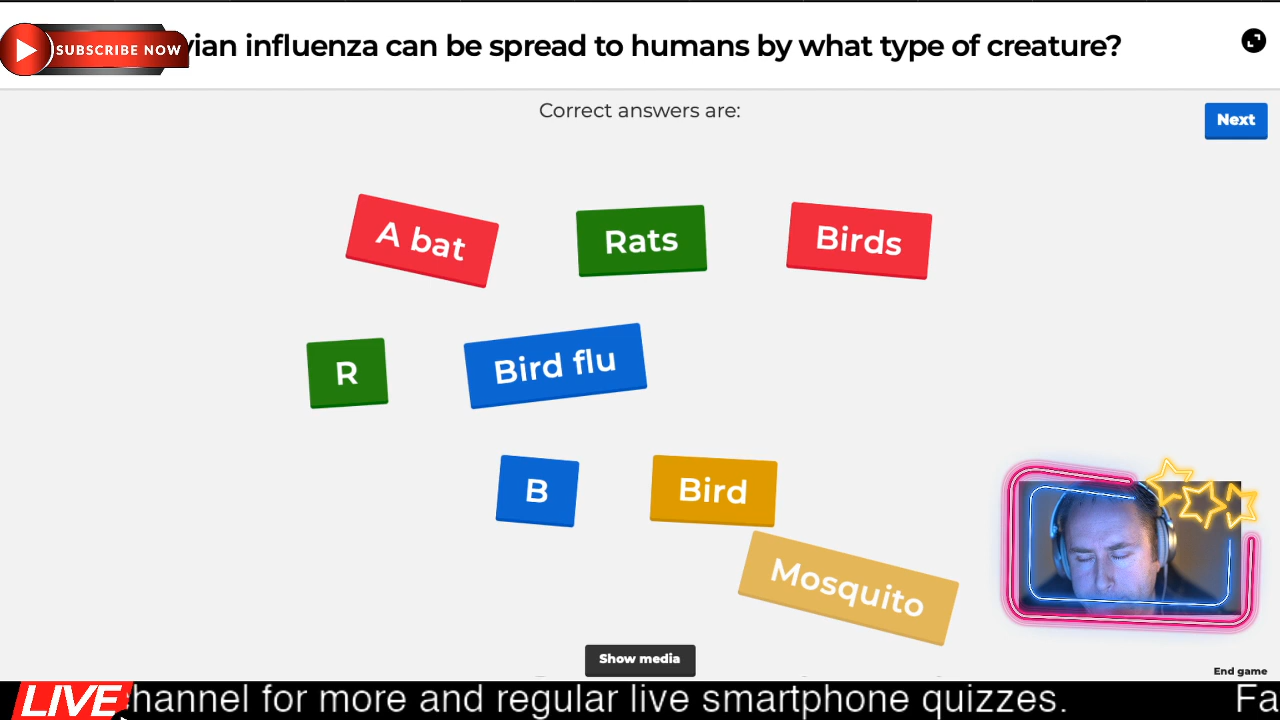 SUBSCRIBE NOW
vian influenza can be spread to humans by what type of creature?
Correct answers are:
Next
A bat
Rats
Birds
R
Bird flu
B
Bird
Mosquito
Show media
End game
LIVE
hannel for more and regular live smartphone quizzes. Fa